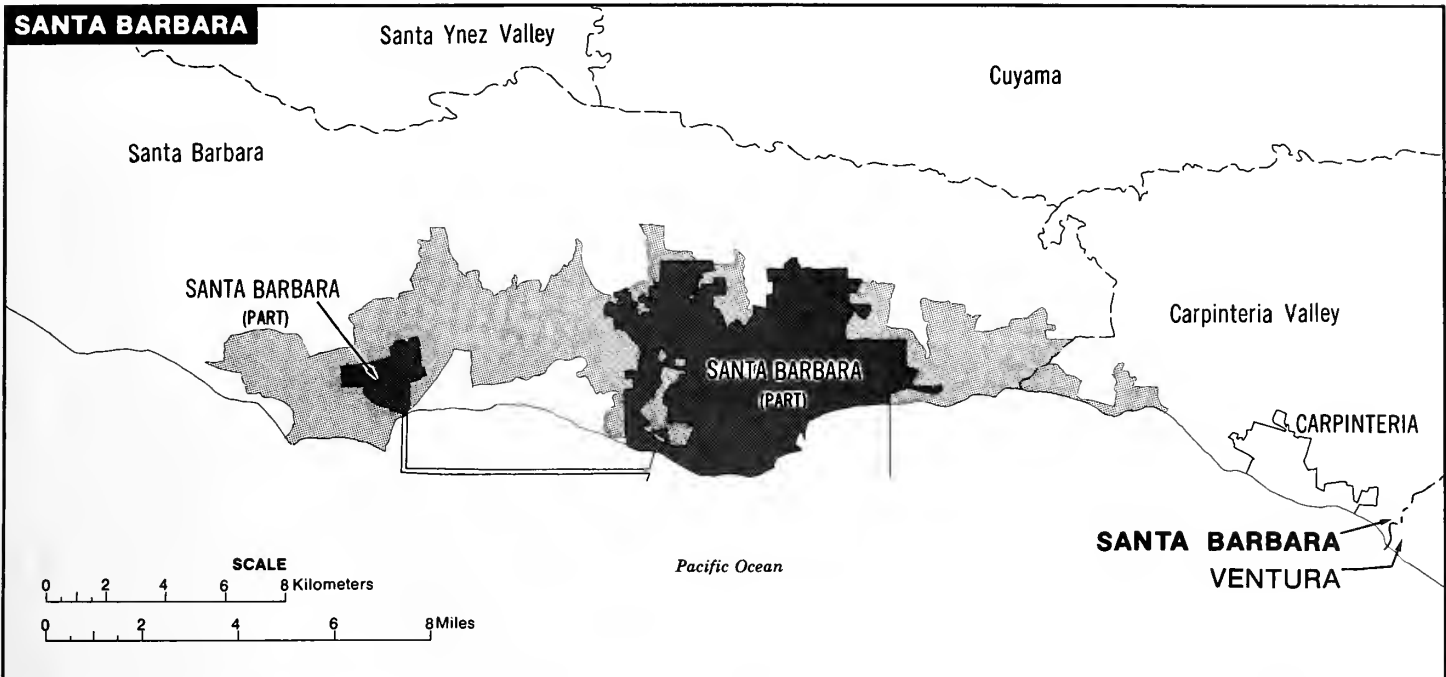 SANTA BARBARA
Santa Ynez Valley
Cuyama
Santa Barbara
SANTA BARBARA
(PART)
Carpinteria Valley
SANTA BARBARA
(PART)
CARPINTERIA
SANTA BARBARA
VENTURA
Pacific Ocean
SCALE
0 2 4 6 8 Kilometers
0 2 4 6 8 Miles